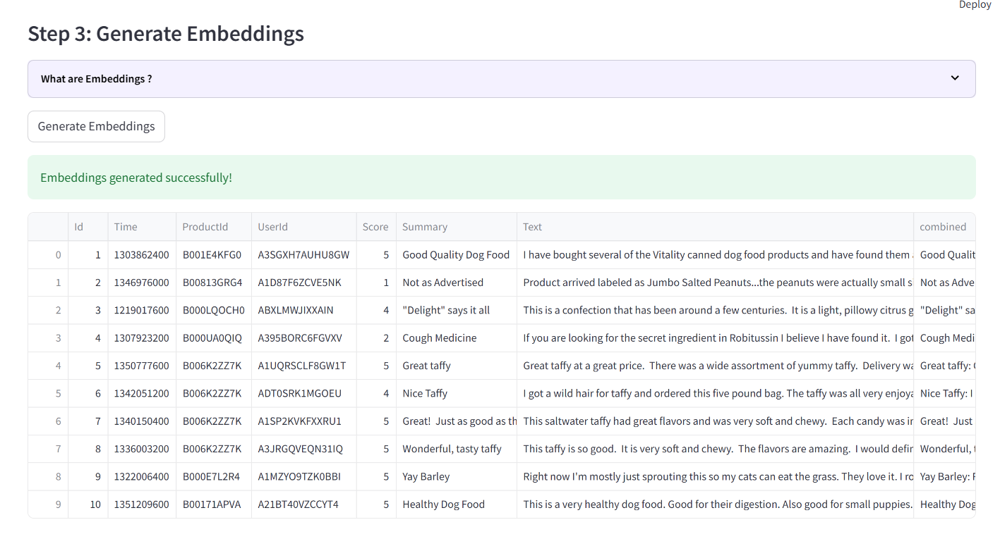 Deploy
Step 3: Generate Embeddings
What are Embeddings ?
Generate Embeddings
Embeddings generated successfully!
Id Time ProductId UserId Score Summary Text combined
0 1 1303862400 B001E4KFG0 A3SGXH7AUHU8GW 5 Good Quality Dog Food I have bought several of the Vitality canned dog food products and have found them Good Qualit
1 2 1346976000 B00813GRG4 A1D87F6ZCVE5NK 1 Not as Advertised Product arrived labeled as Jumbo Salted Peanuts...the peanuts were actually small s Not as Adve
2 3 1219017600 B000LQOCH0 ABXLMWJIXXAIN 4 "Delight" says it all This is a confection that has been around a few centuries. It is a light, pillowy citrus g "Delight" sa
3 4 1307923200 B000UA0QIQ A395BORC6FGVXV 2 Cough Medicine If you are looking for the secret ingredient in Robitussin I believe I have found it. I got Cough Medi
4 5 1350777600 B006K2ZZ7K A1UQRSCLF8GW1T 5 Great taffy Great taffy at a great price. There was a wide assortment of yummy taffy. Delivery wa Great taffy:
5 6 1342051200 B006K2ZZ7K ADT0SRK1MGOEU 4 Nice Taffy I got a wild hair for taffy and ordered this five pound bag. The taffy was all very enjoya Nice Taffy: I
6 7 1340150400 B006K2ZZ7K A1SP2KVKFXXRU1 5 Great! Just as good as th This saltwater taffy had great flavors and was very soft and chewy. Each candy was in Great! Just
7 8 1336003200 B006K2ZZ7K A3JRGQVEQN31IQ 5 Wonderful, tasty taffy This taffy is so good. It is very soft and chewy. The flavors are amazing. I would defin Wonderful, t
8 9 1322006400 B000E7L2R4 A1MZYO9TZK0BBI 5 Yay Barley Right now I'm mostly just sprouting this so my cats can eat the grass. They love it. I ro Yay Barley: R
9 10 1351209600 B00171APVA A21BT40VZCCYT4 5 Healthy Dog Food This is a very healthy dog food. Good for their digestion. Also good for small puppies. Healthy Dog